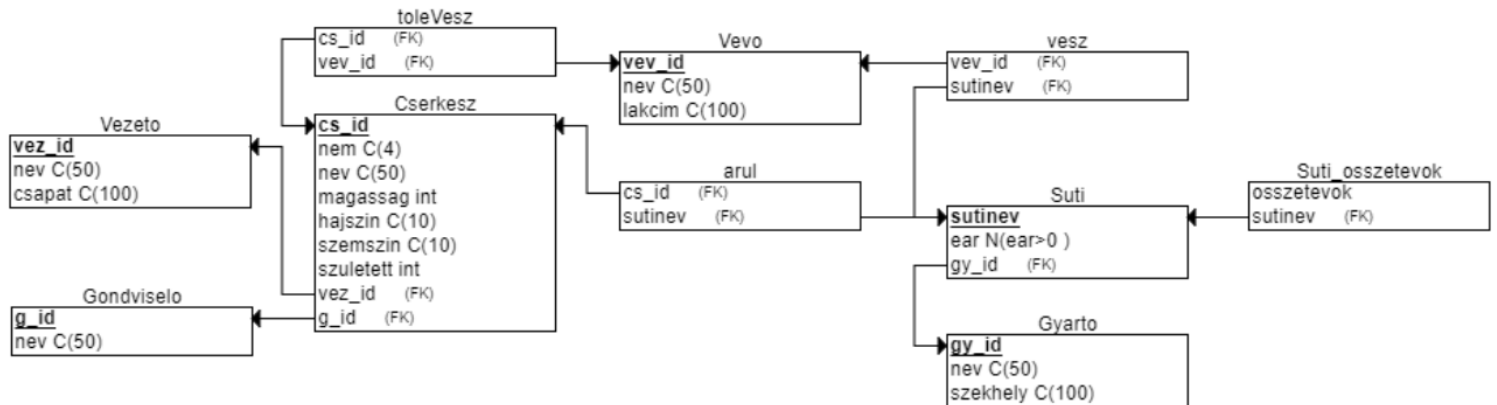 toleVesz
cs_id (FK)
vev_id (FK)
Vevo
vev_id
nev C(50)
lakcim C(100)
vesz
vev_id (FK)
sutinev (FK)
Vezeto
vez_id
nev C(50)
csapat C(100)
Cserkesz
cs_id
nem C(4)
nev C(50)
magassag int
hajszin C(10)
szemszin C(10)
szuletett int
vez_id (FK)
g_id (FK)
arul
cs_id (FK)
sutinev (FK)
Suti
sutinev
ear N(ear>0 )
gy_id (FK)
Suti_osszetevok
osszetevok
sutinev (FK)
Gondviselo
g_id
nev C(50)
Gyarto
gy_id
nev C(50)
szekhely C(100)